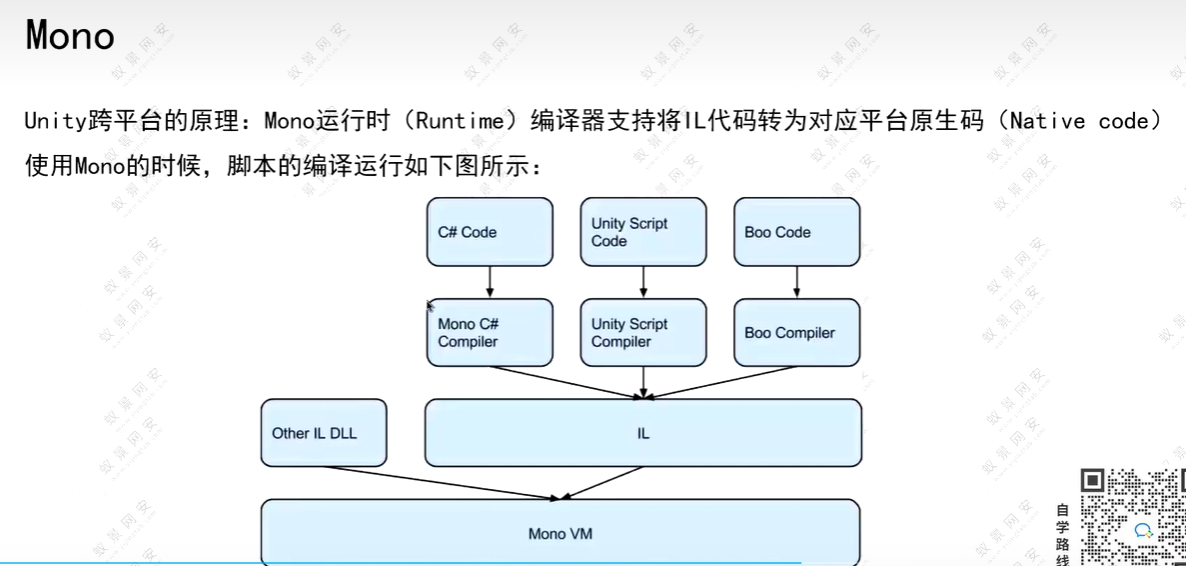 Mono
Unity跨平台的原理：Mono运行时（Runtime）编译器支持将IL代码转为对应平台原生码（Native code）
使用Mono的时候，脚本的编译运行如下图所示：
C# Code
Unity Script
Code
Boo Code
Mono C#
Compiler
Unity Script
Compiler
Boo Compiler
Other IL DLL
IL
Mono VM
自学路线
蚁景网安